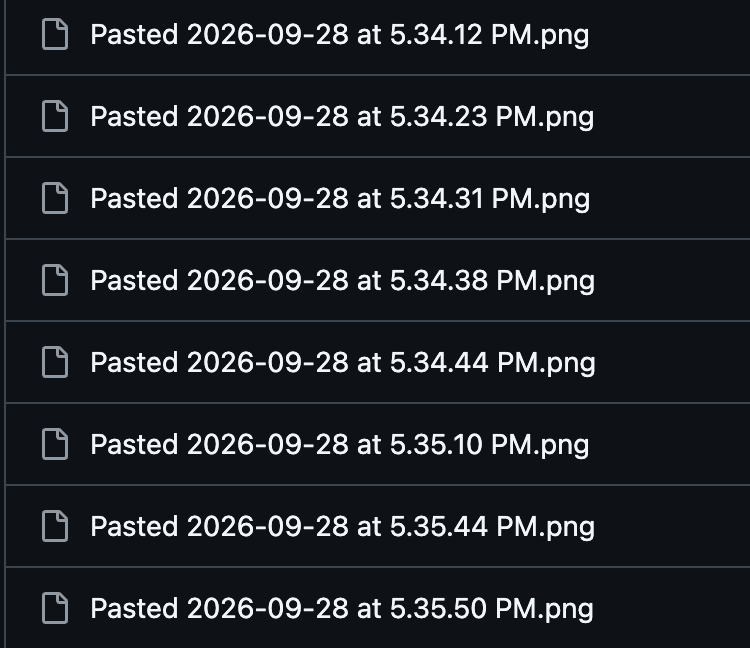 Pasted 2026-09-28 at 5.34.12 PM.png
Pasted 2026-09-28 at 5.34.23 PM.png
Pasted 2026-09-28 at 5.34.31 PM.png
Pasted 2026-09-28 at 5.34.38 PM.png
Pasted 2026-09-28 at 5.34.44 PM.png
Pasted 2026-09-28 at 5.35.10 PM.png
Pasted 2026-09-28 at 5.35.44 PM.png
Pasted 2026-09-28 at 5.35.50 PM.png